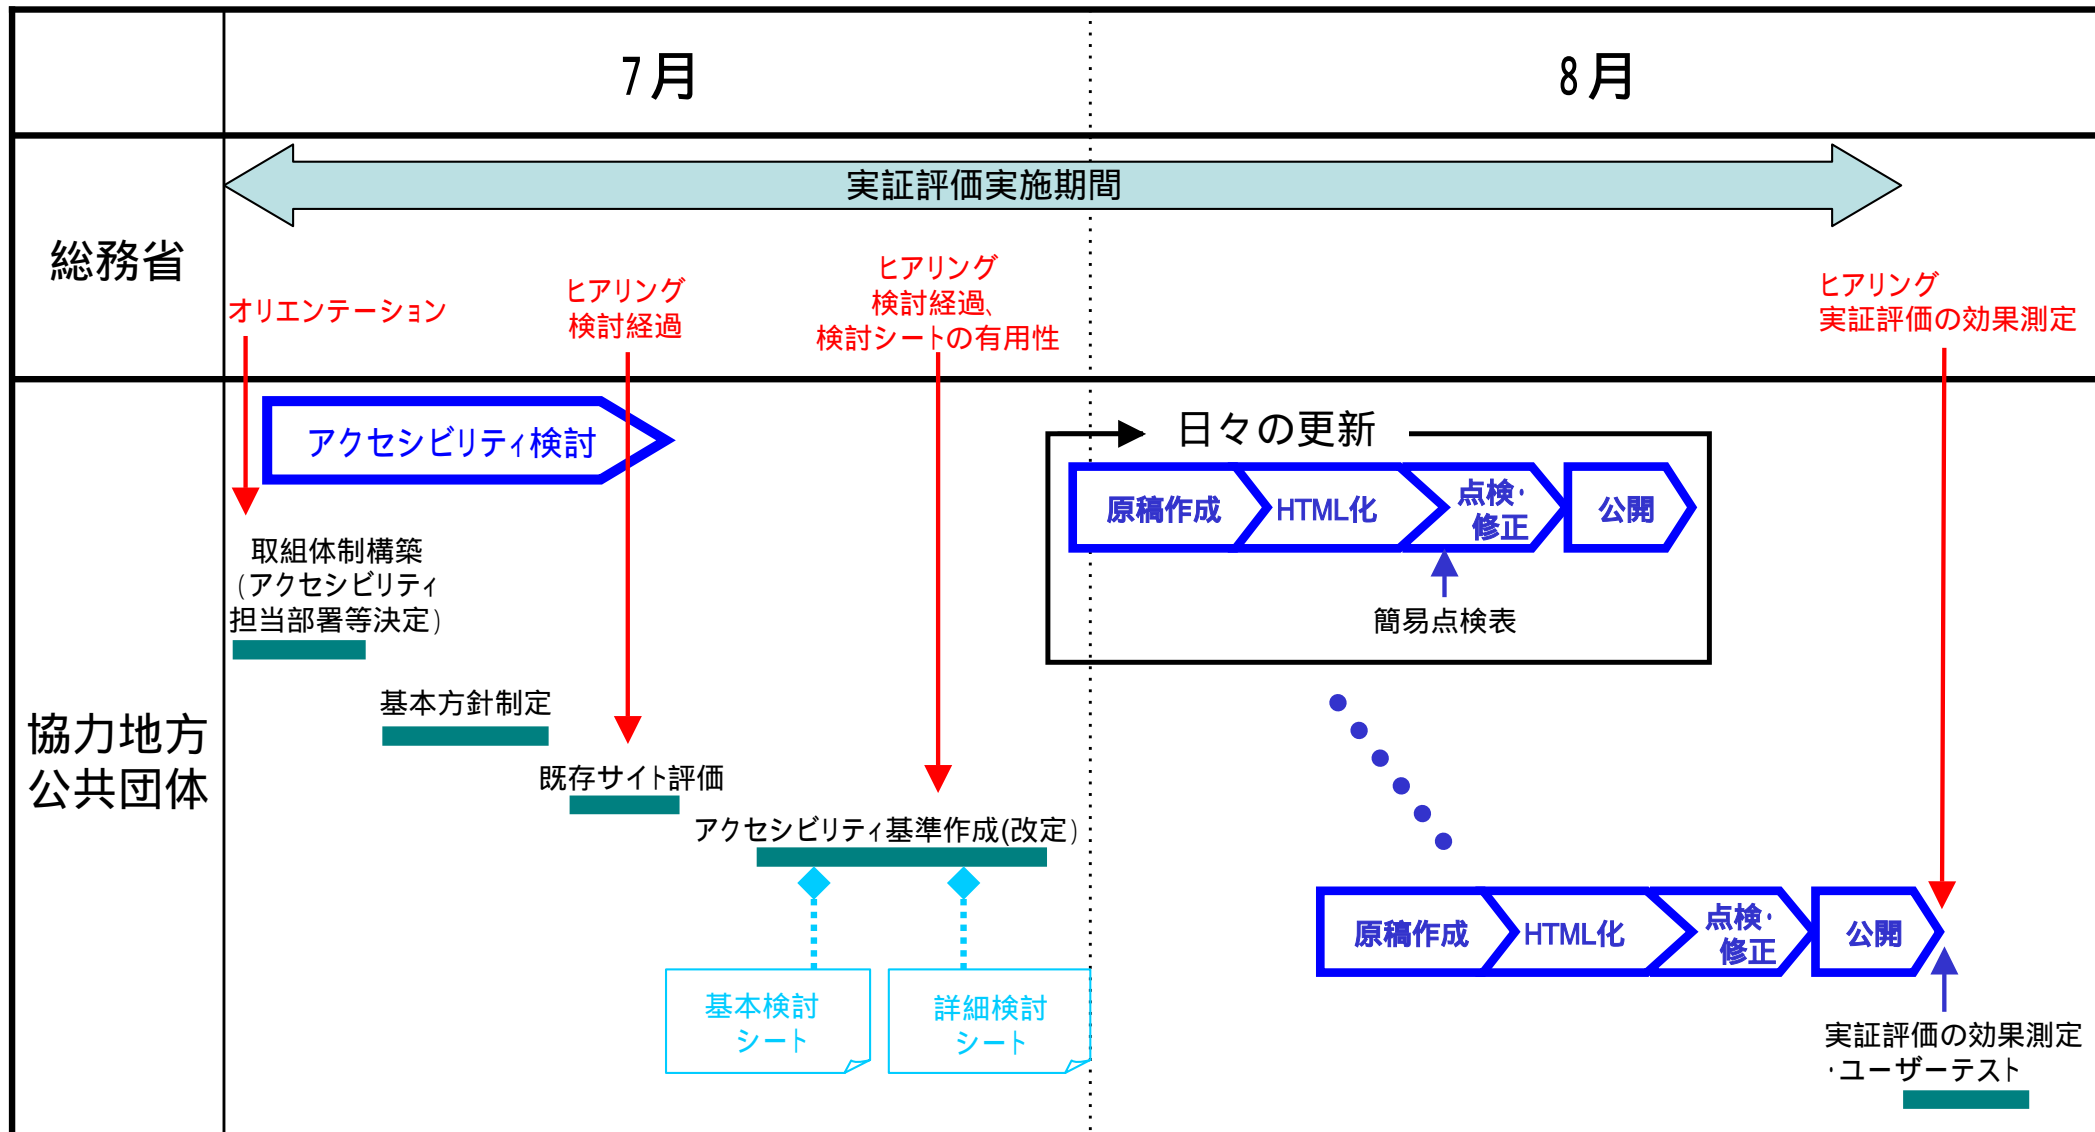 7月
8月
実証評価実施期間
総務省
オリエンテーション
ヒアリング
検討経過
ヒアリング
検討経過、
検討シートの有用性
ヒアリング
実証評価の効果測定
協力地方
公共団体
アクセシビリティ検討
取組体制構築
(アクセシビリティ
担当部署等決定)
基本方針制定
既存サイト評価
アクセシビリティ基準作成(改定)
基本検討
シート
詳細検討
シート
日々の更新
原稿作成
HTML化
点検・
修正
公開
簡易点検表
原稿作成
HTML化
点検・
修正
公開
実証評価の効果測定
・ユーザーテスト